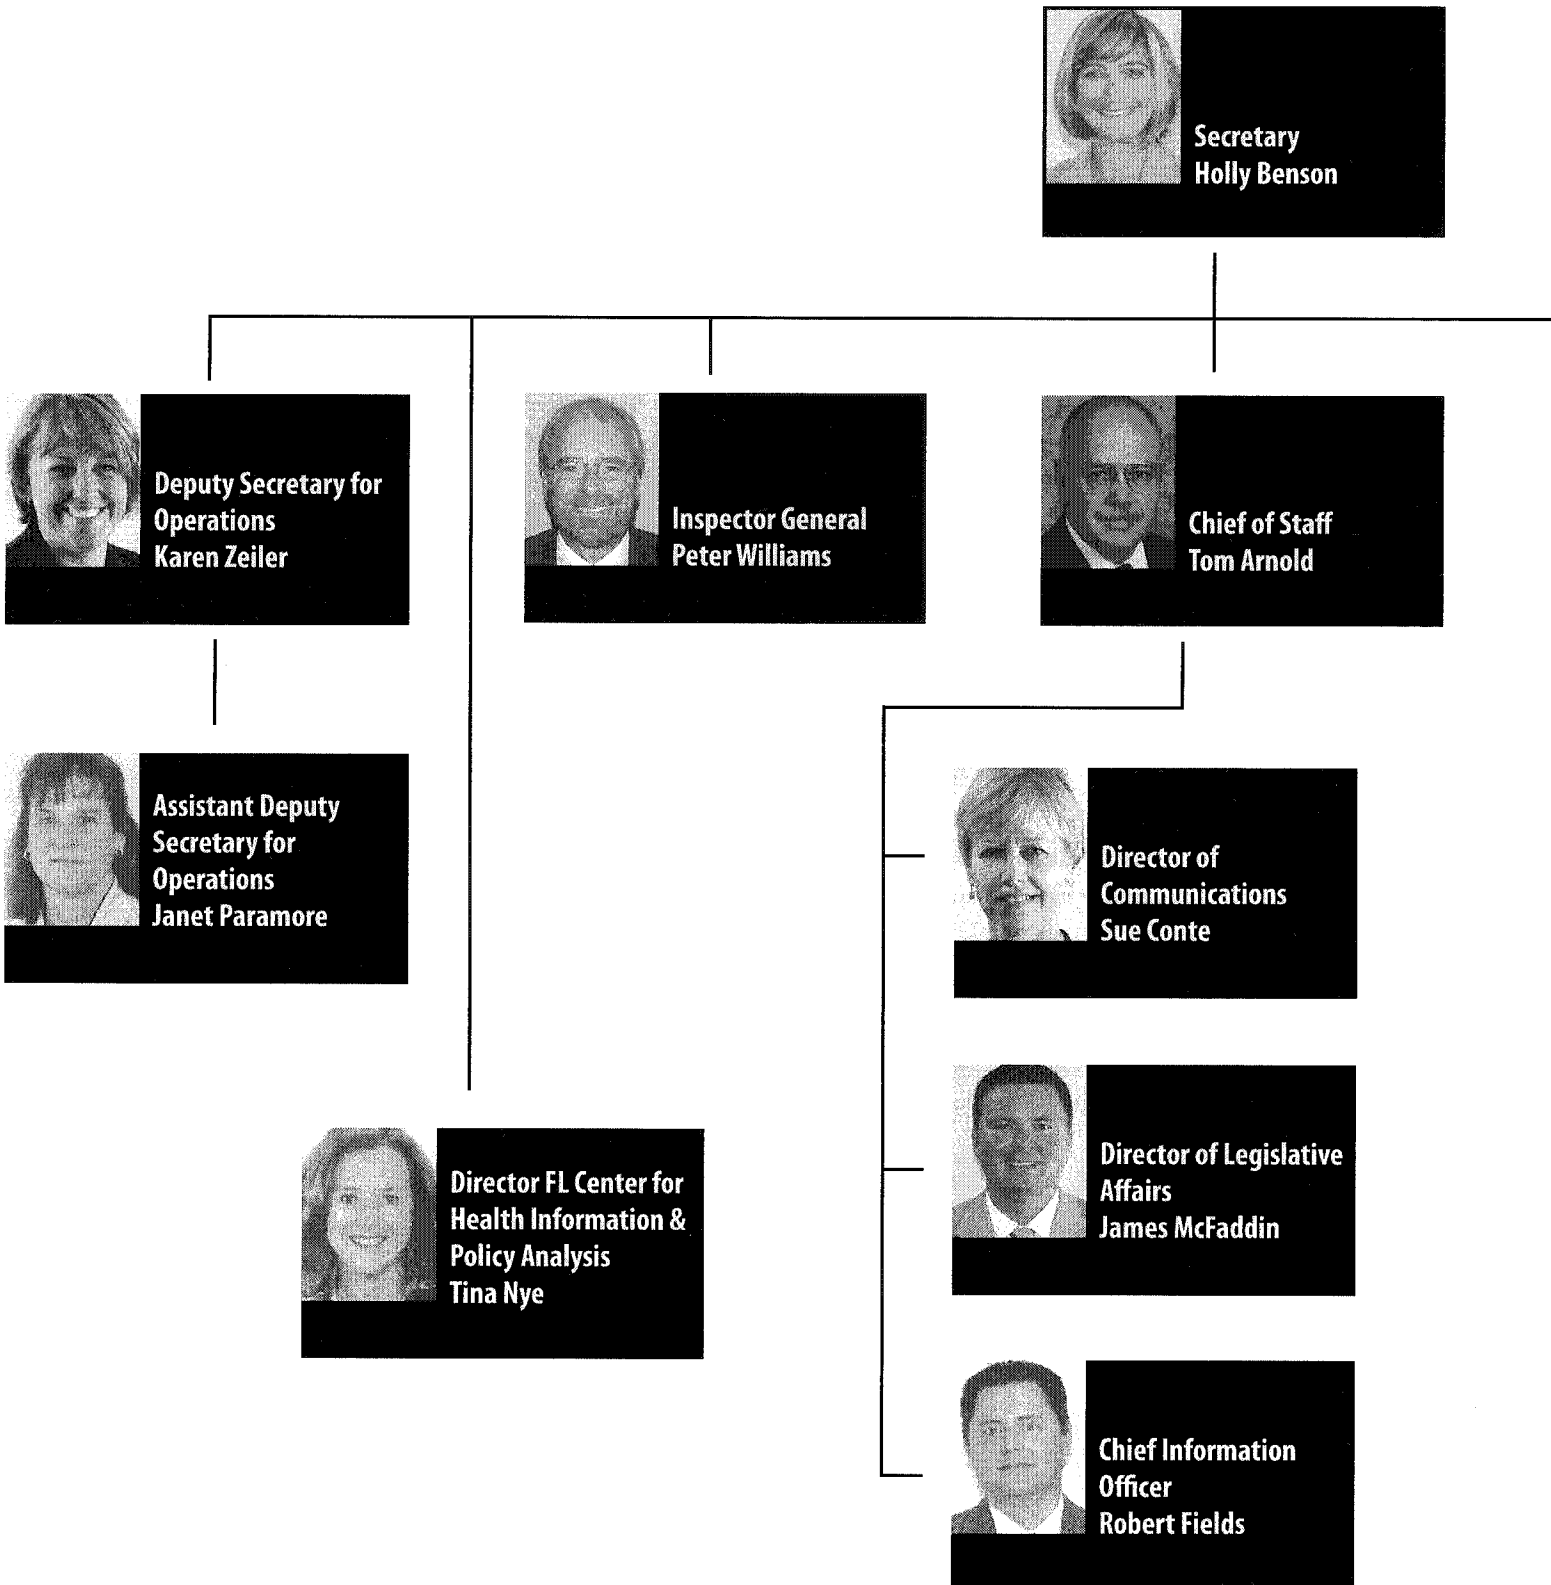 Secretary
Holly Benson
Deputy Secretary for
Operations
Karen Zeiler
Inspector General
Peter Williams
Chief of Staff
Tom Arnold
Assistant Deputy
Secretary for
Operations
Janet Paramore
Director of
Communications
Sue Conte
Director FL Center for
Health Information &
Policy Analysis
Tina Nye
Director of Legislative
Affairs
James McFaddin
Chief Information
Officer
Robert Fields